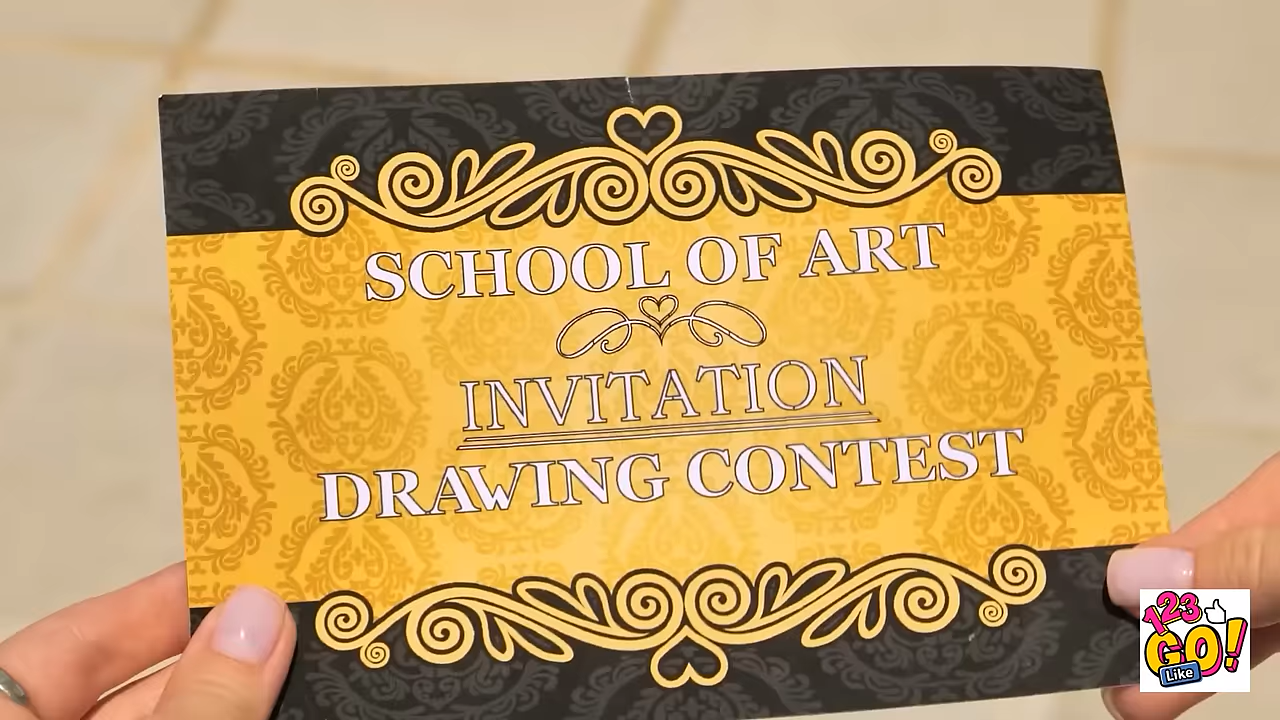 SCHOOL OF ART
INVITATION
DRAWING CONTEST
123
GO!
Like